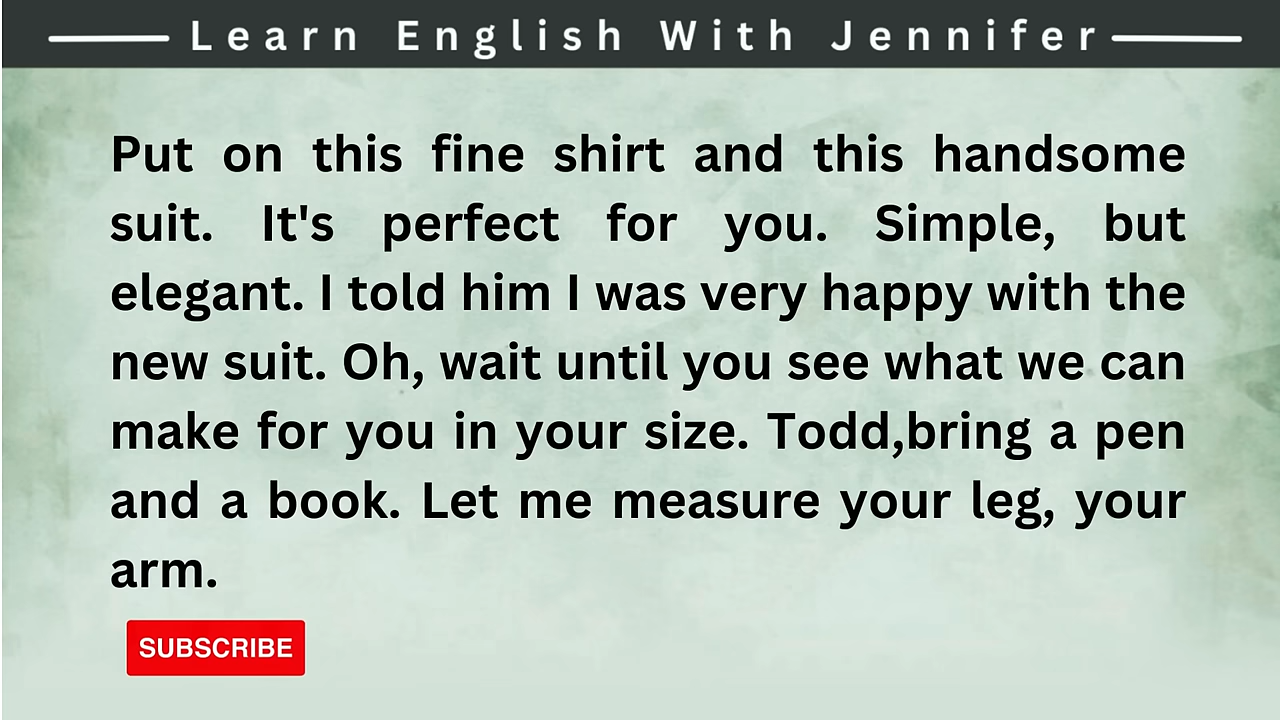 Learn English With Jennifer
Put on this fine shirt and this handsome
suit. It's perfect for you. Simple, but
elegant. I told him I was very happy with the
new suit. Oh, wait until you see what we can
make for you in your size. Todd,bring a pen
and a book. Let me measure your leg, your
arm.
SUBSCRIBE